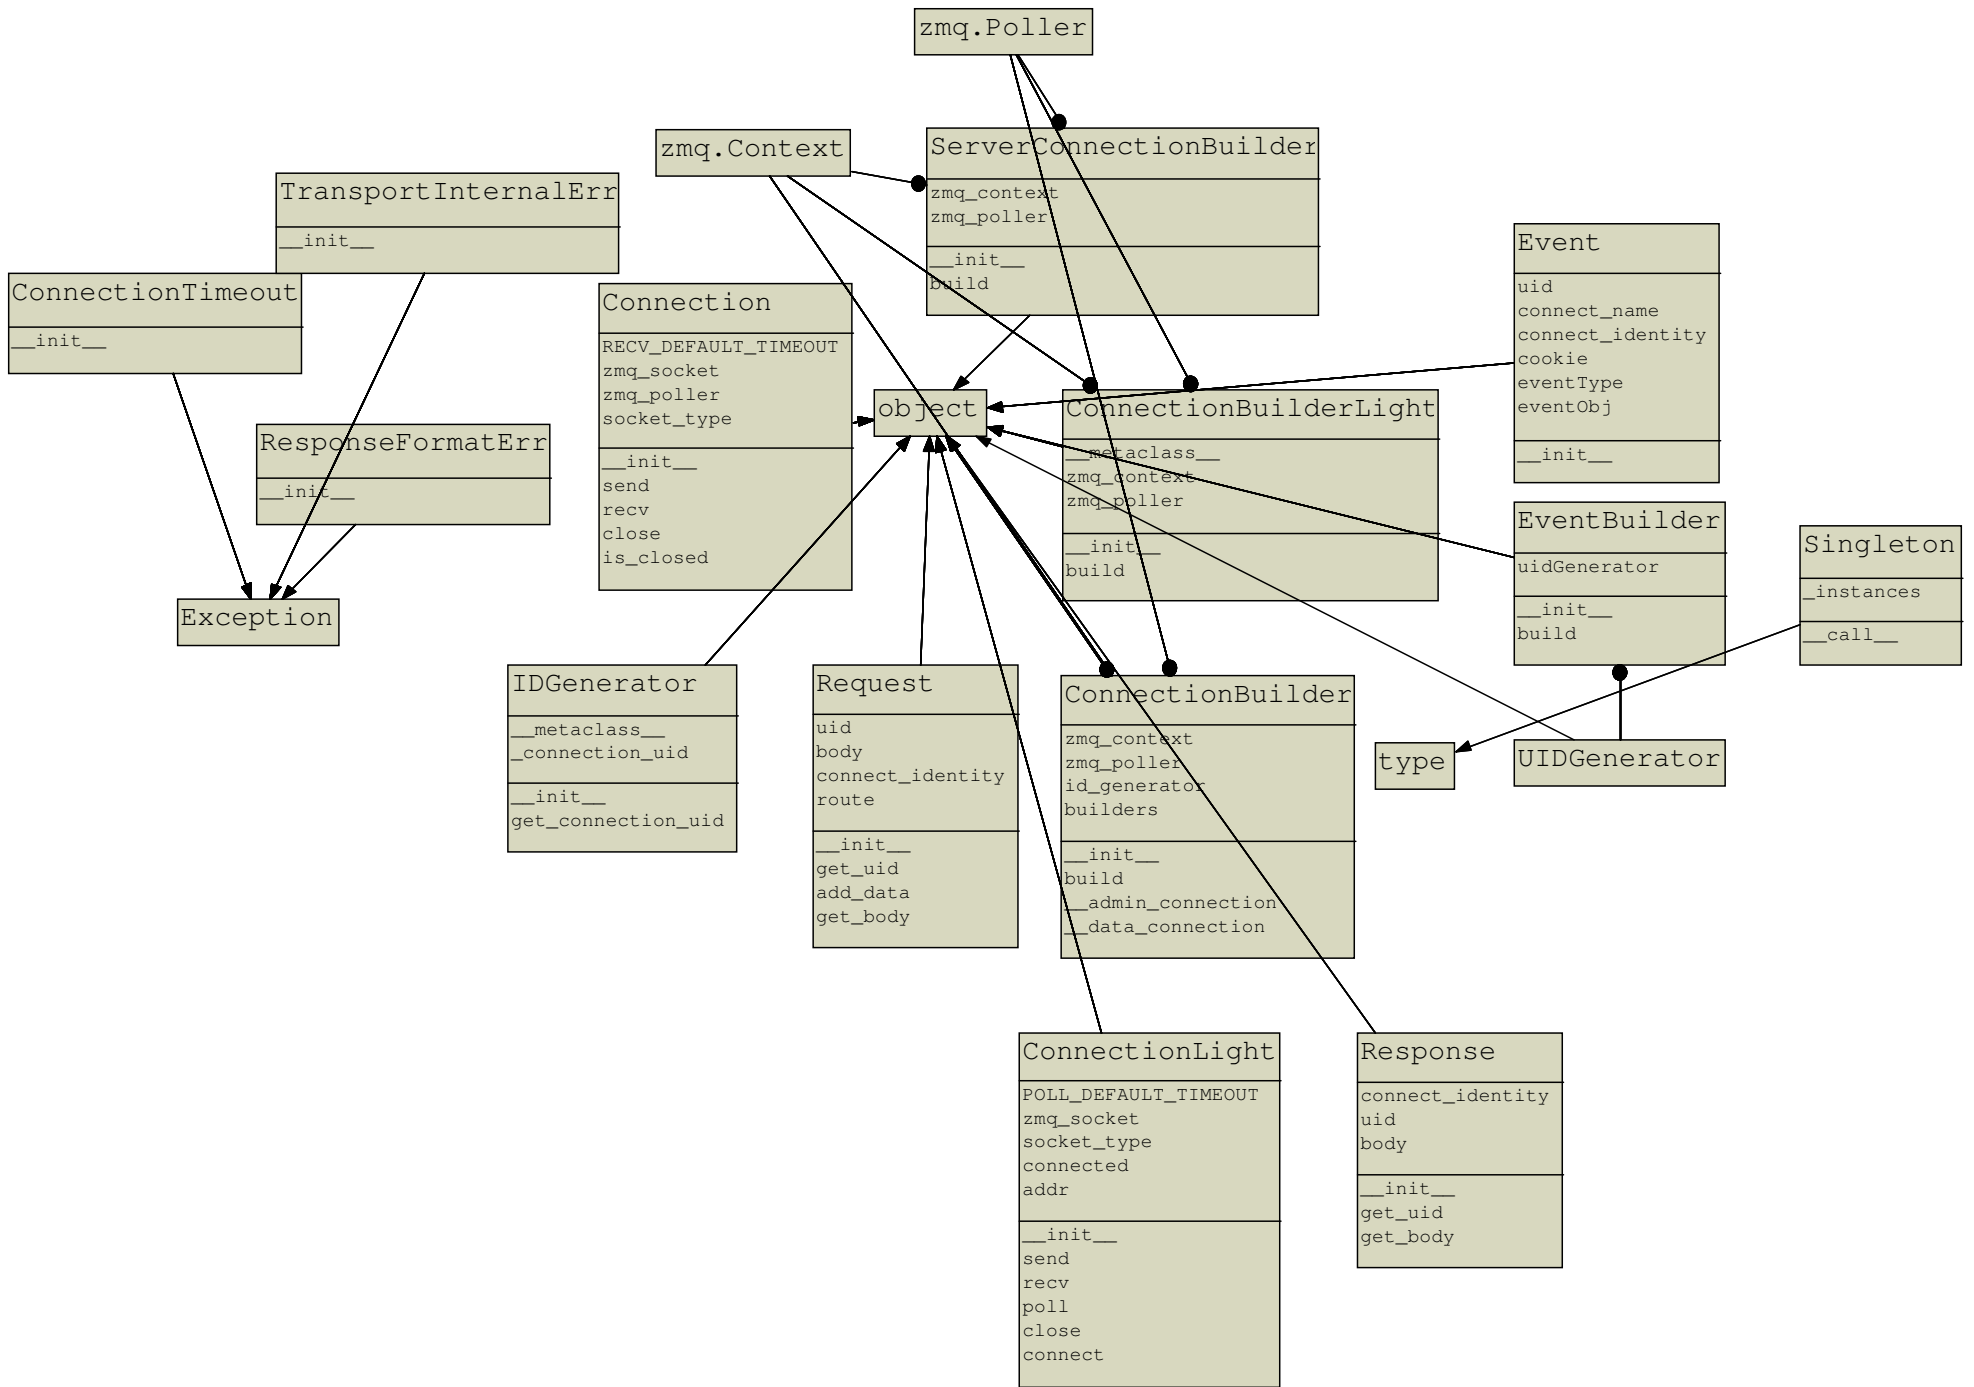 zmq.Poller
zmq.Context
ServerConnectionBuilder
zmq_context
zmq_poller
__init__
build
TransportInternalErr
__init__
ConnectionTimeout
__init__
Connection
RECV_DEFAULT_TIMEOUT
zmq_socket
zmq_poller
socket_type
__init__
send
recv
close
is_closed
Event
uid
connect_name
connect_identity
cookie
eventType
eventObj
__init__
object
ConnectionBuilderLight
__metaclass__
zmq_context
zmq_poller
__init__
build
ResponseFormatErr
__init__
EventBuilder
uidGenerator
__init__
build
Singleton
_instances
__call__
Exception
IDGenerator
__metaclass__
_connection_uid
__init__
get_connection_uid
Request
uid
body
connect_identity
route
__init__
get_uid
add_data
get_body
ConnectionBuilder
zmq_context
zmq_poller
id_generator
builders
__init__
build
__admin_connection
__data_connection
type
UIDGenerator
ConnectionLight
POLL_DEFAULT_TIMEOUT
zmq_socket
socket_type
connected
addr
__init__
send
recv
poll
close
connect
Response
connect_identity
uid
body
__init__
get_uid
get_body